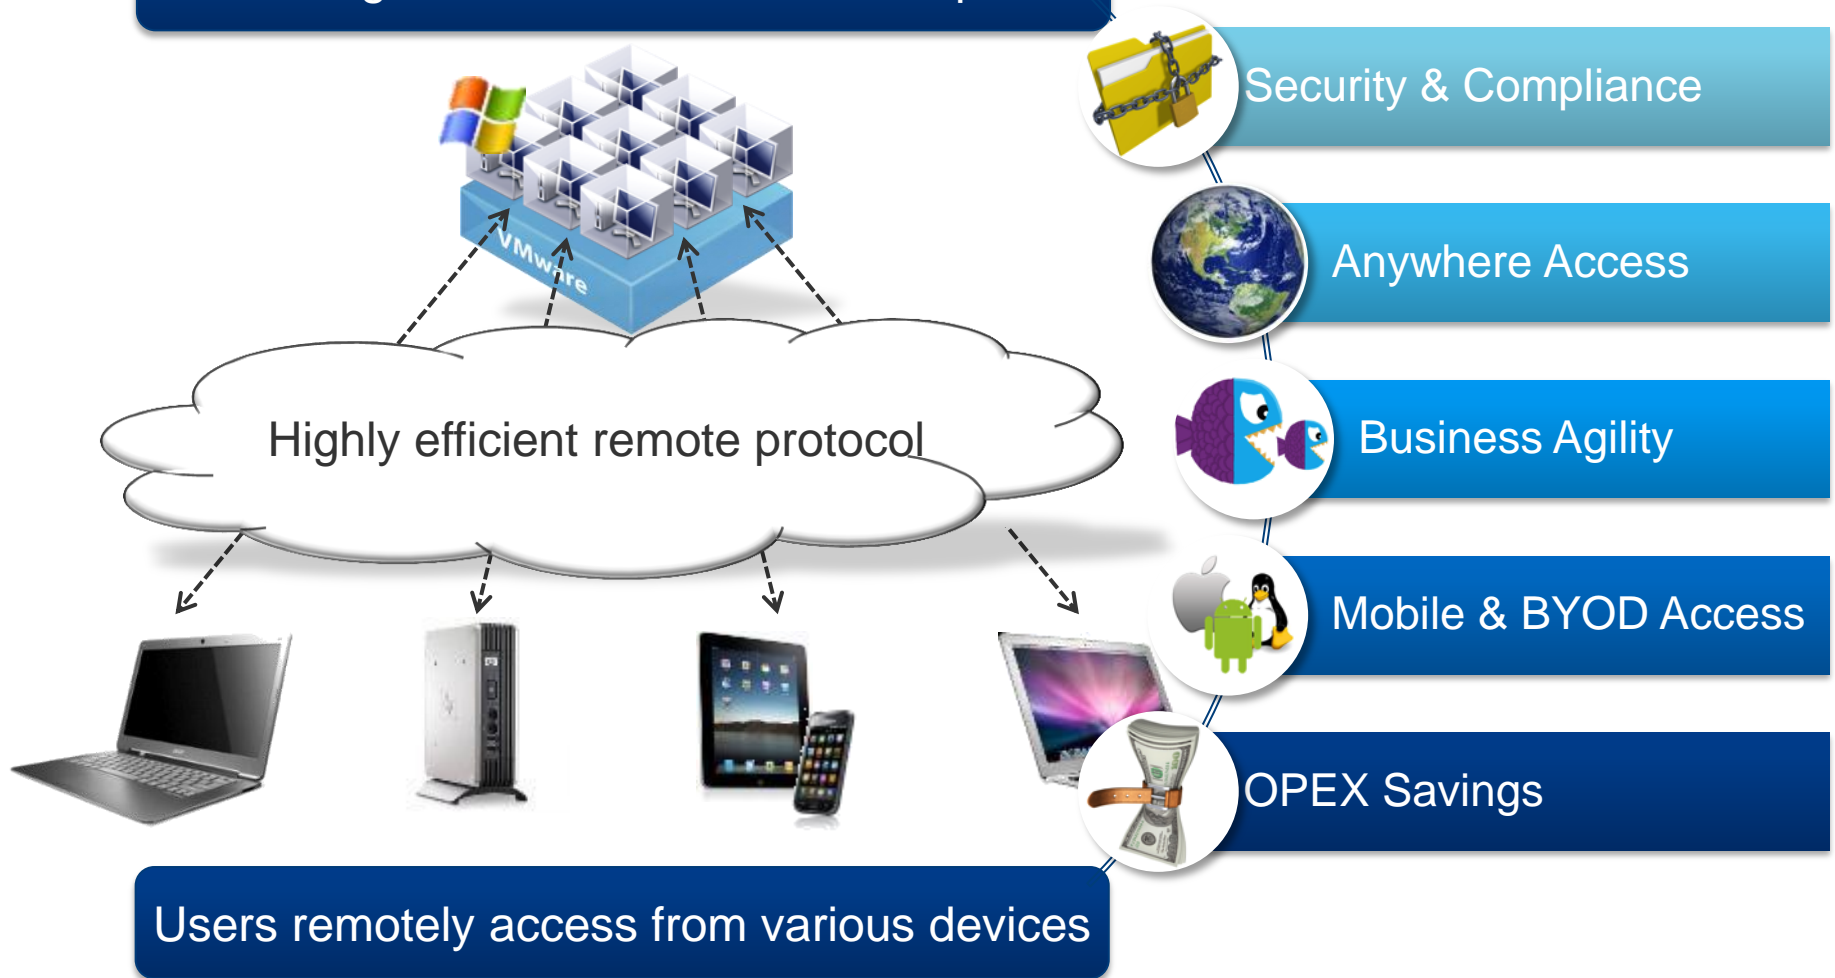 VMware
Highly efficient remote protocol
Users remotely access from various devices
Security & Compliance
Anywhere Access
Business Agility
Mobile & BYOD Access
OPEX Savings